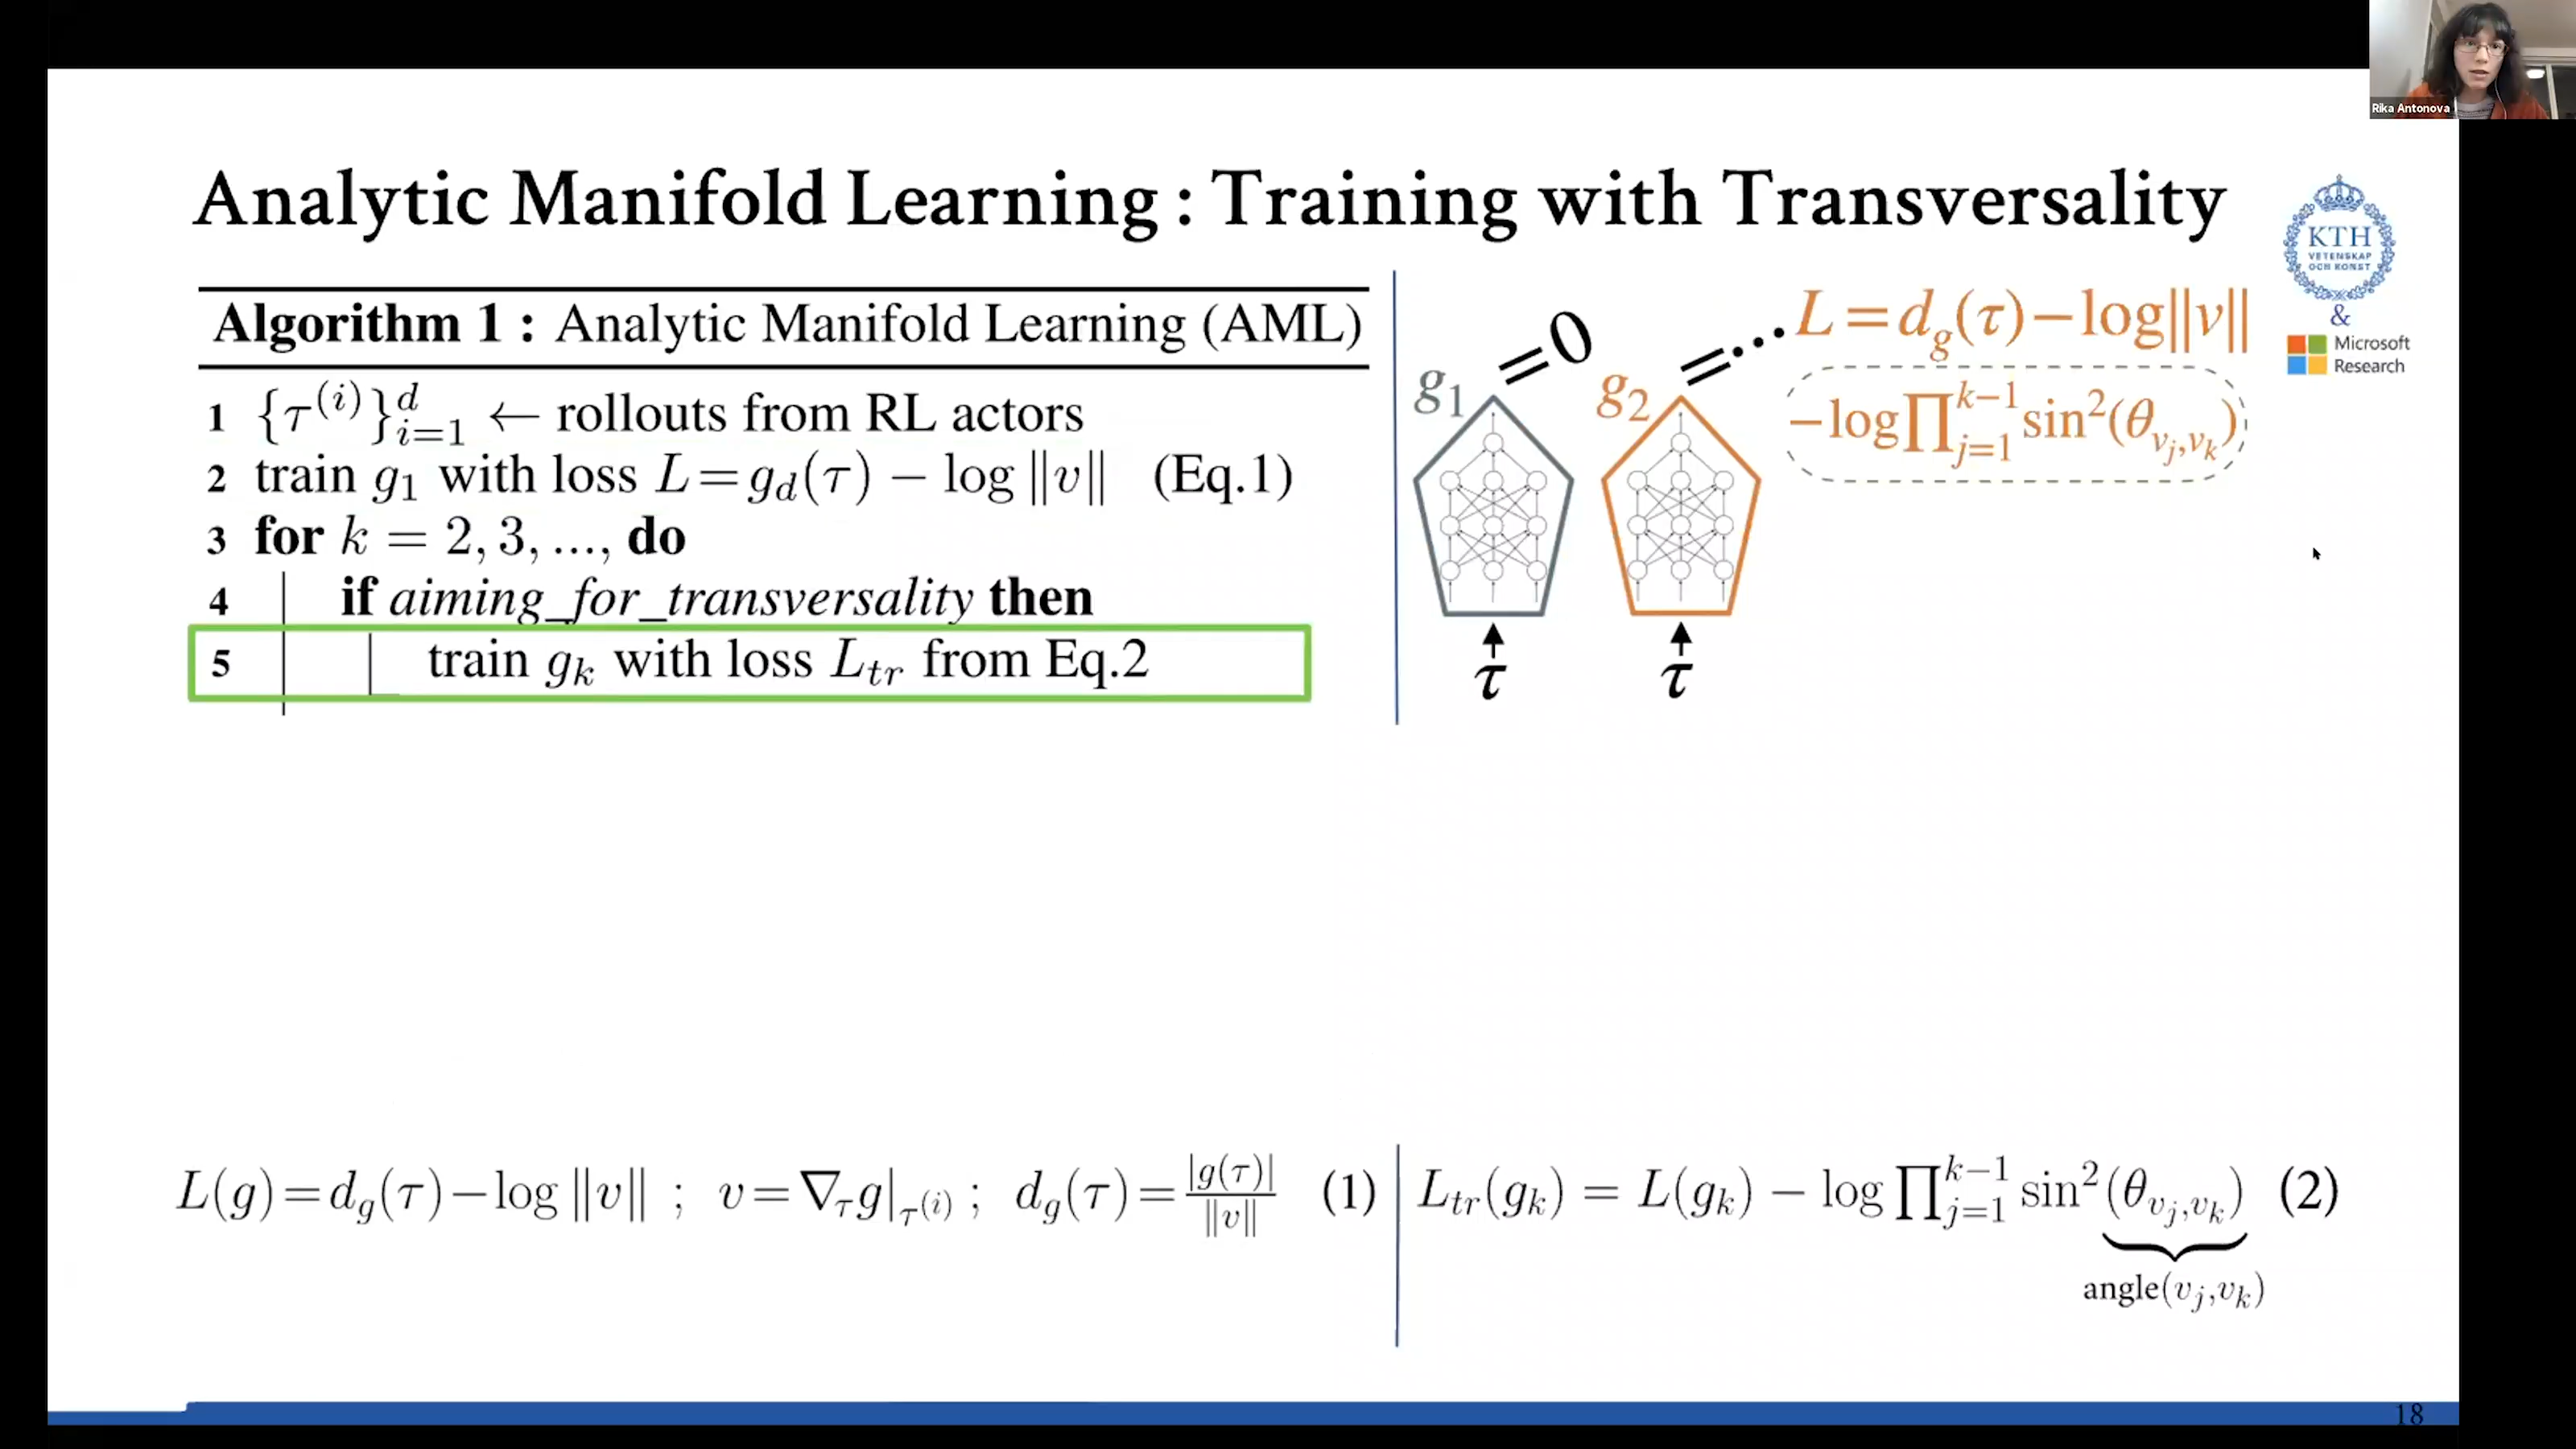 Rika Antonova
Analytic Manifold Learning : Training with Transversality
KTH
VETENSKAP
OCH KONST
&
Microsoft
Research
Algorithm 1 : Analytic Manifold Learning (AML)
1 {τ^(i)}_{i=1}^d ← rollouts from RL actors
2 train g₁ with loss L=g_d(τ) − log ‖v‖ (Eq.1)
3 for k = 2, 3, ..., do
4 if aiming_for_transversality then
5 train g_k with loss L_tr from Eq.2
g₁ =0
g₂ =... L=d_g(τ)−log‖v‖
−log∏_{j=1}^{k−1} sin²(θ_{v_j,v_k})
τ τ
L(g)=d_g(τ)−log ‖v‖ ; v=∇_τ g|_{τ^(i)} ; d_g(τ)=|g(τ)|/‖v‖ (1)
L_tr(g_k) = L(g_k) − log ∏_{j=1}^{k−1} sin²(θ_{v_j,v_k}) (2)
angle(v_j,v_k)
18